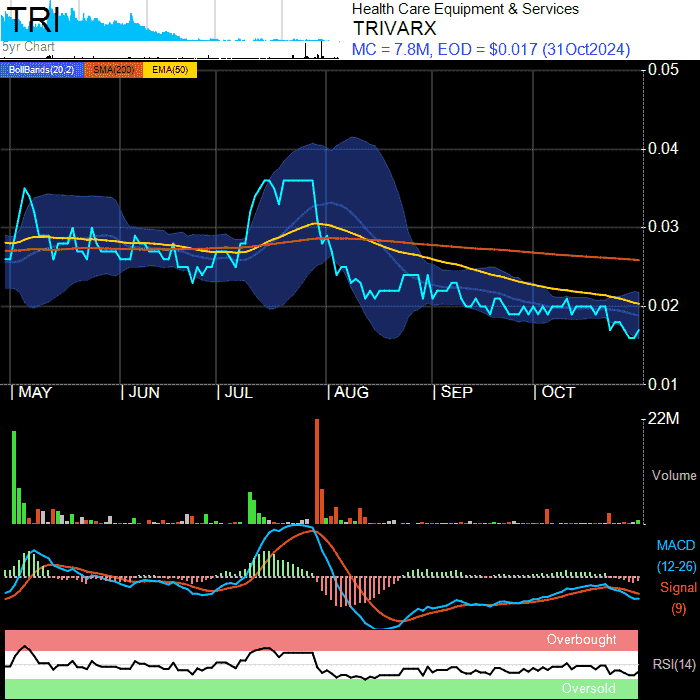 TRI
5yr Chart
Health Care Equipment & Services
TRIVARX
MC = 7.8M, EOD = $0.017 (31Oct2024)
BollBands(20,2) SMA(200) EMA(50)
0.05
0.04
0.03
0.02
0.01
MAY JUN JUL AUG SEP OCT
22M
Volume
MACD
(12-26)
Signal
(9)
Overbought
RSI(14)
Oversold